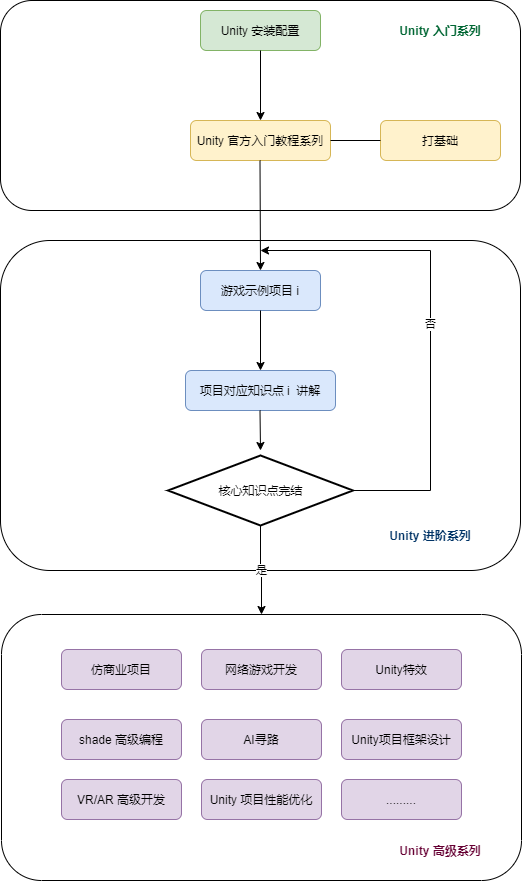 Unity 安装配置
Unity 入门系列
Unity 官方入门教程系列
打基础
游戏示例项目 i
否
项目对应知识点 i 讲解
核心知识点完结
Unity 进阶系列
是
仿商业项目
网络游戏开发
Unity特效
shade 高级编程
AI寻路
Unity项目框架设计
VR/AR 高级开发
Unity 项目性能优化
.........
Unity 高级系列